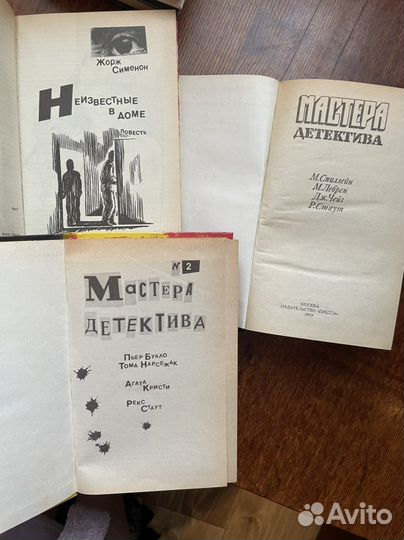 Жорж
Сименон
Неизвестные
в
доме
Повесть
МАСТЕРА
ДЕТЕКТИВА
М. Спиллейн
М. Лебрен
Дж. Чейз
Р. Стаут
МОСКВА
ИЗДАТЕЛЬСТВО «ПРЕССА»
N 2
Мастера
детектива
Пьер Буало
Тома Нарсежак
Агата
Кристи
Рекс
Стаут
Avito